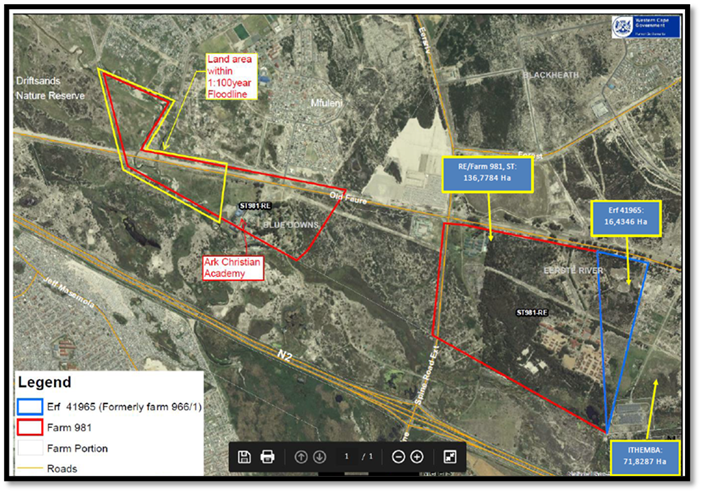 Western Cape
Government
Driftsands
Nature Reserve
Land area
within
1:100year
Floodline
Mfuleni
BLACKHEATH
RE/Farm 981, ST:
136,7784 Ha
Erf 41965:
16,4346 Ha
Old Faure
ST981-RE
BLUE DOWNS
Ark Christian
Academy
EERSTE RIVER
ST981-RE
N2
Spine Road Ext
ITHEMBA:
71,8287 Ha
Legend
Erf 41965 (Formerly farm 966/1)
Farm 981
Farm Portion
Roads
1 / 1